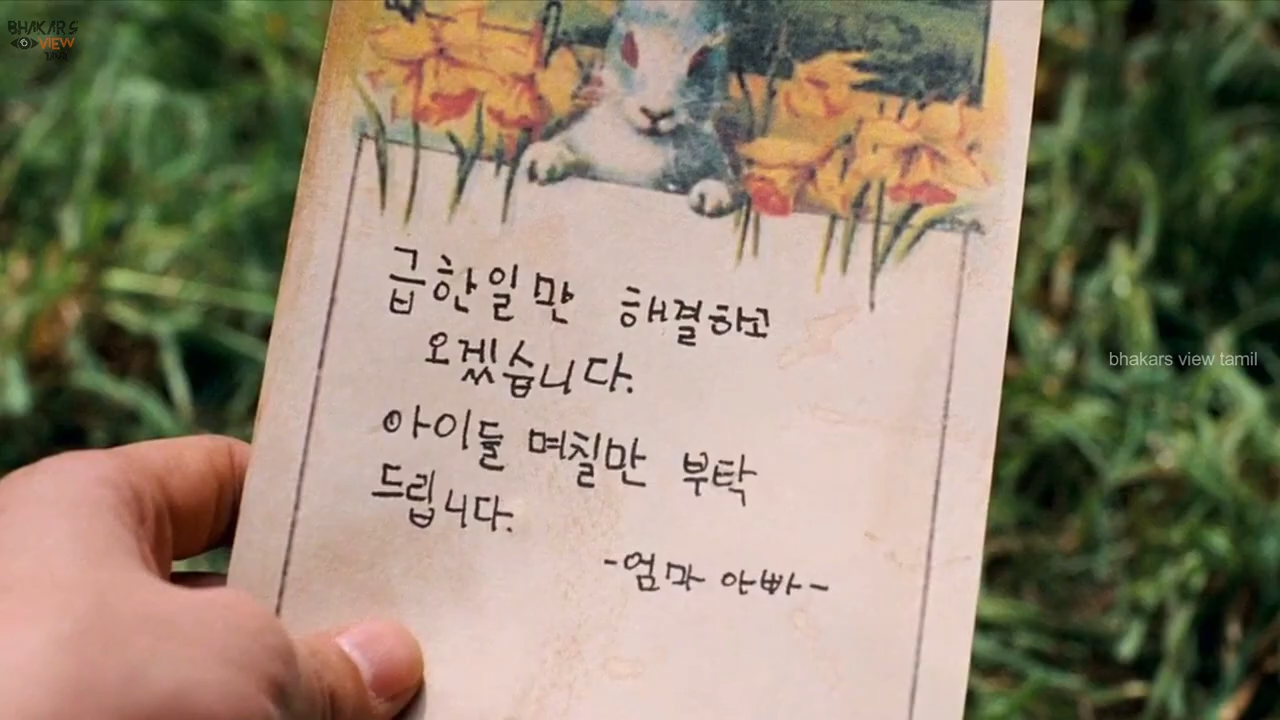 BHAKAR'S
VIEW
TAMIL
급한일만 해결하고
오겠습니다.
bhakars view tamil
아이들 며칠만 부탁
드립니다.
-엄마 아빠-